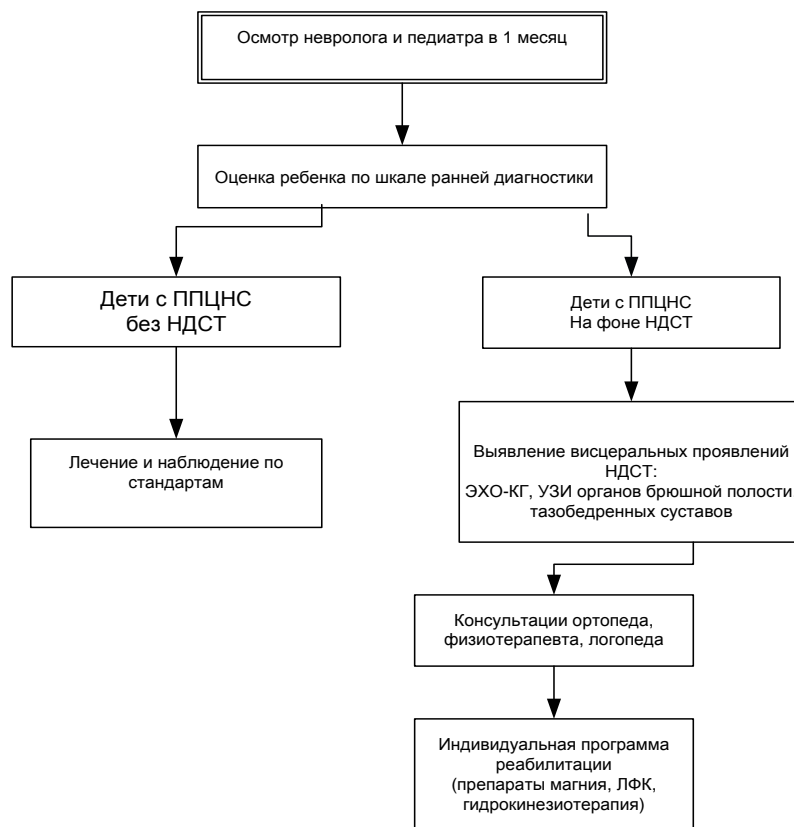 Осмотр невролога и педиатра в 1 месяц
Оценка ребенка по шкале ранней диагностики
Дети с ППЦНС
без НДСТ
Дети с ППЦНС
На фоне НДСТ
Лечение и наблюдение по
стандартам
Выявление висцеральных проявлений
НДСТ:
ЭХО-КГ, УЗИ органов брюшной полости
тазобедренных суставов
Консультации ортопеда,
физиотерапевта, логопеда
Индивидуальная программа
реабилитации
(препараты магния, ЛФК,
гидрокинезиотерапия)